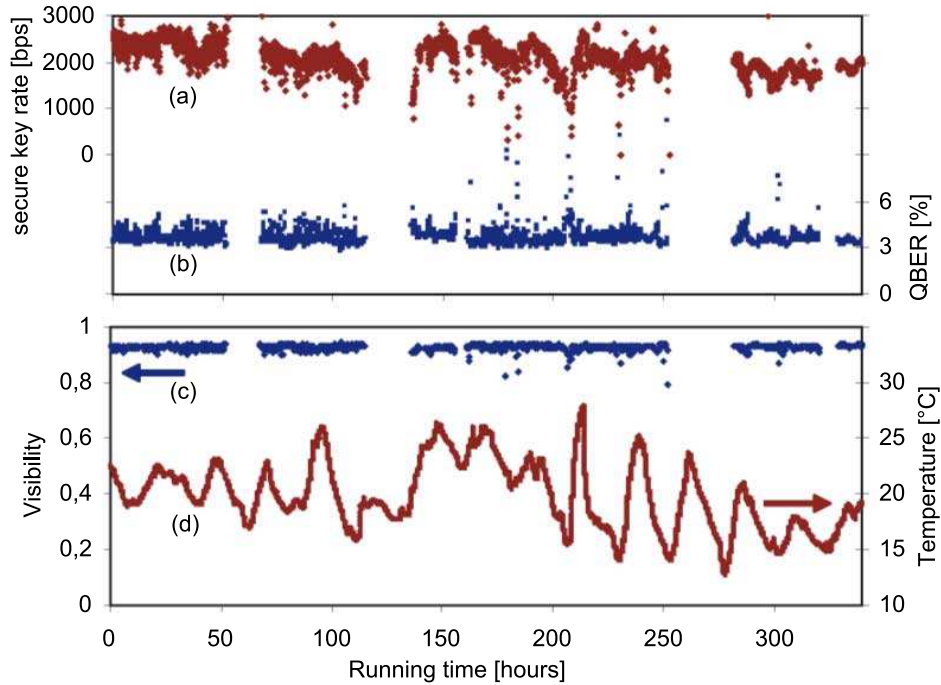 3000
2000
1000
0
secure key rate [bps]
(a)
(b)
6
3
0
QBER [%]
1
0,8
0,6
0,4
0,2
0
Visibility
(c)
(d)
30
25
20
15
10
Temperature [°C]
0
50
100
150
200
250
300
Running time [hours]